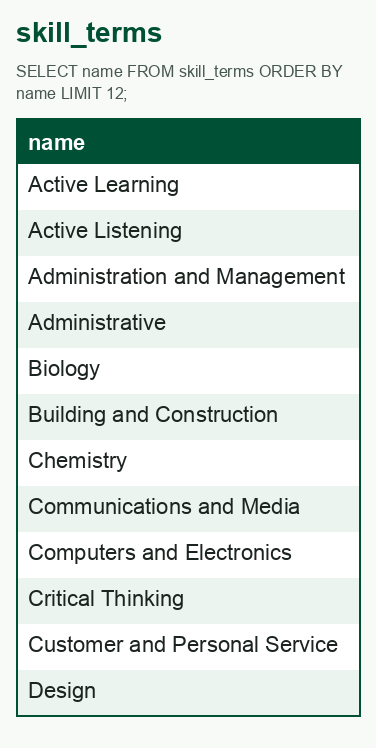 skill_terms
SELECT name FROM skill_terms ORDER BY
name LIMIT 12;
name
Active Learning
Active Listening
Administration and Management
Administrative
Biology
Building and Construction
Chemistry
Communications and Media
Computers and Electronics
Critical Thinking
Customer and Personal Service
Design